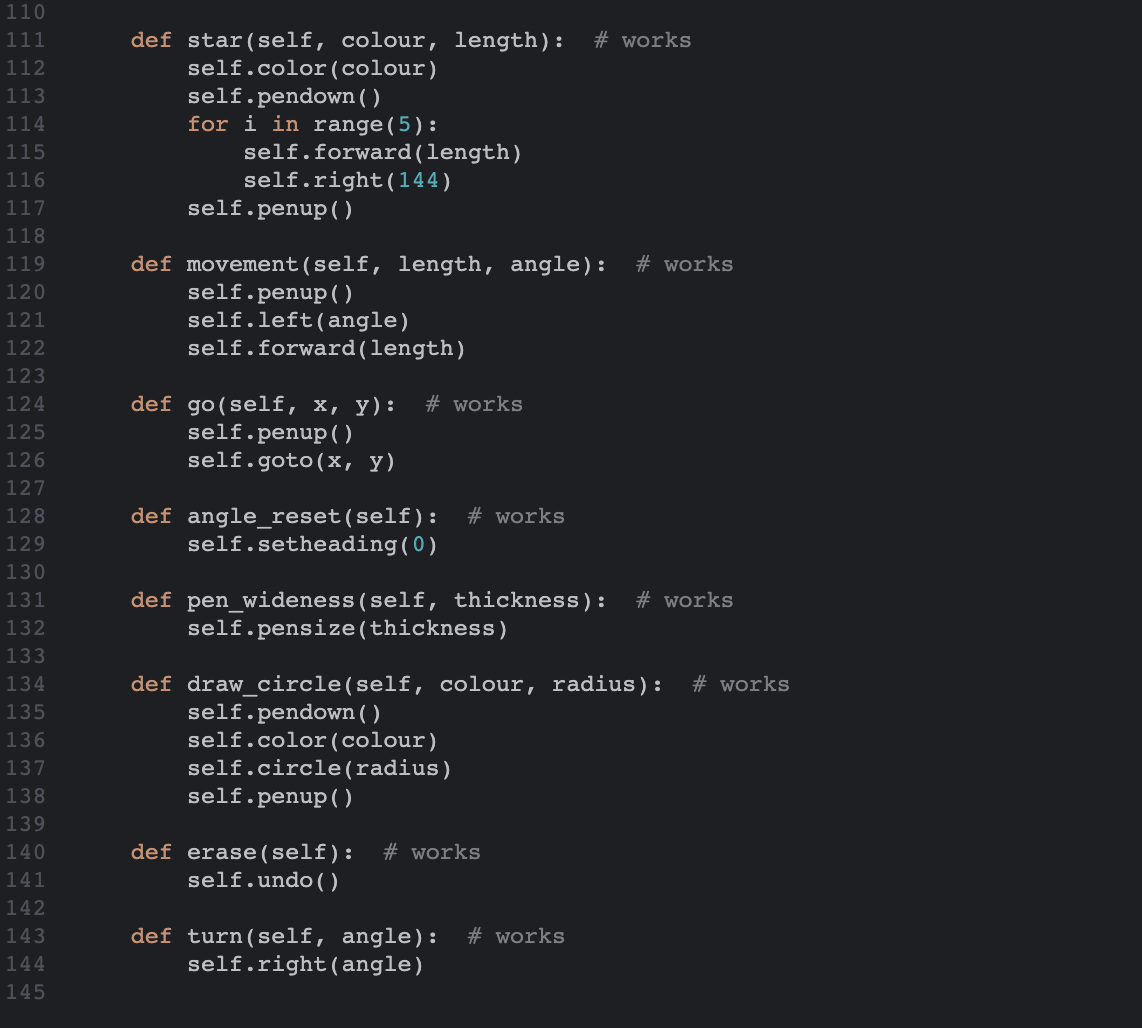 110
111 def star(self, colour, length):  # works
112 self.color(colour)
113 self.pendown()
114 for i in range(5):
115 self.forward(length)
116 self.right(144)
117 self.penup()
118
119 def movement(self, length, angle):  # works
120 self.penup()
121 self.left(angle)
122 self.forward(length)
123
124 def go(self, x, y):  # works
125 self.penup()
126 self.goto(x, y)
127
128 def angle_reset(self):  # works
129 self.setheading(0)
130
131 def pen_wideness(self, thickness):  # works
132 self.pensize(thickness)
133
134 def draw_circle(self, colour, radius):  # works
135 self.pendown()
136 self.color(colour)
137 self.circle(radius)
138 self.penup()
139
140 def erase(self):  # works
141 self.undo()
142
143 def turn(self, angle):  # works
144 self.right(angle)
145